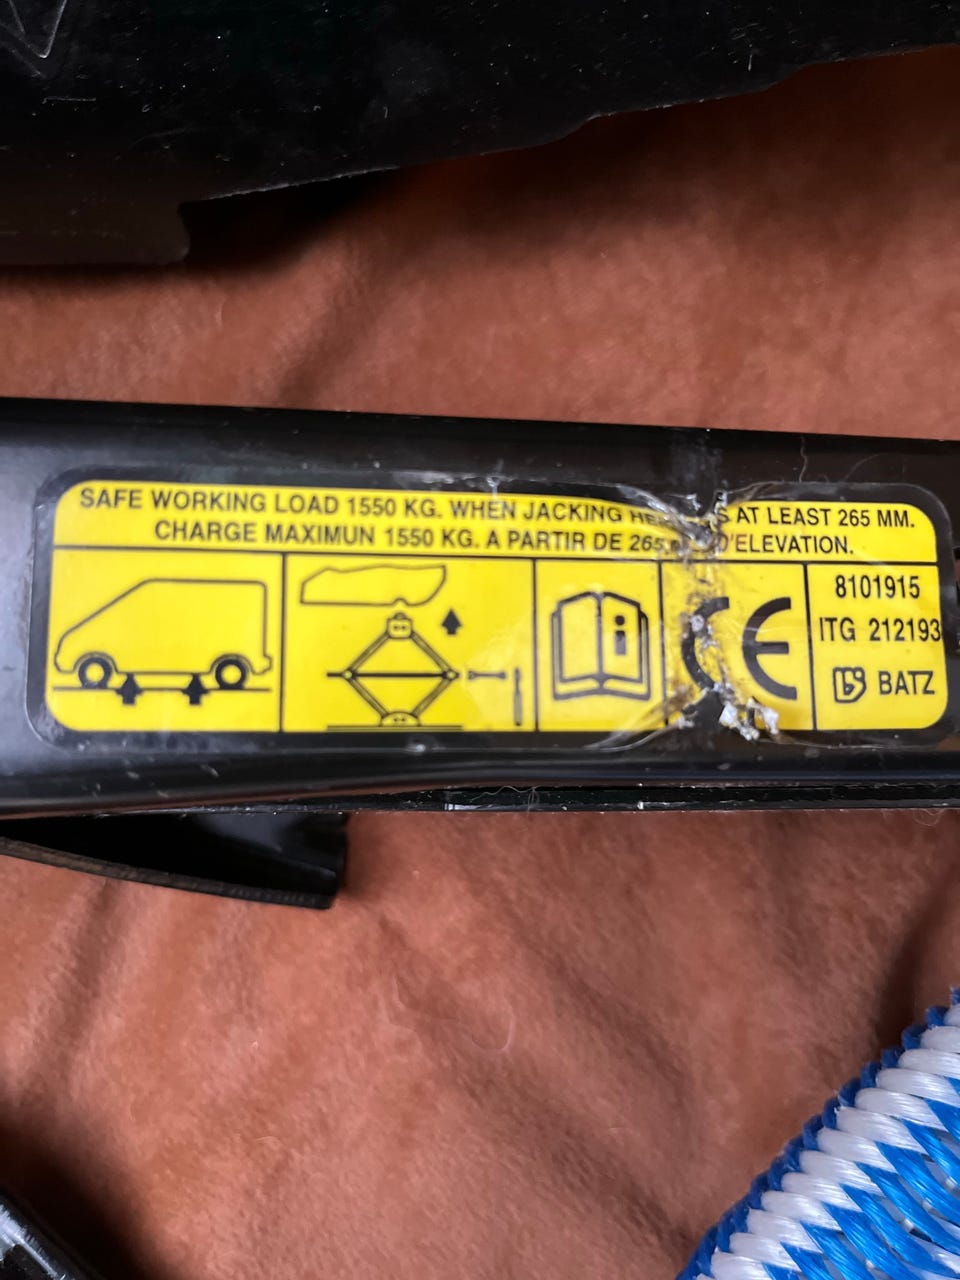 SAFE WORKING LOAD 1550 KG. WHEN JACKING AT LEAST 265 MM.
CHARGE MAXIMUN 1550 KG. A PARTIR DE 265 D'ELEVATION.
i
CE
8101915
ITG 212193
BATZ